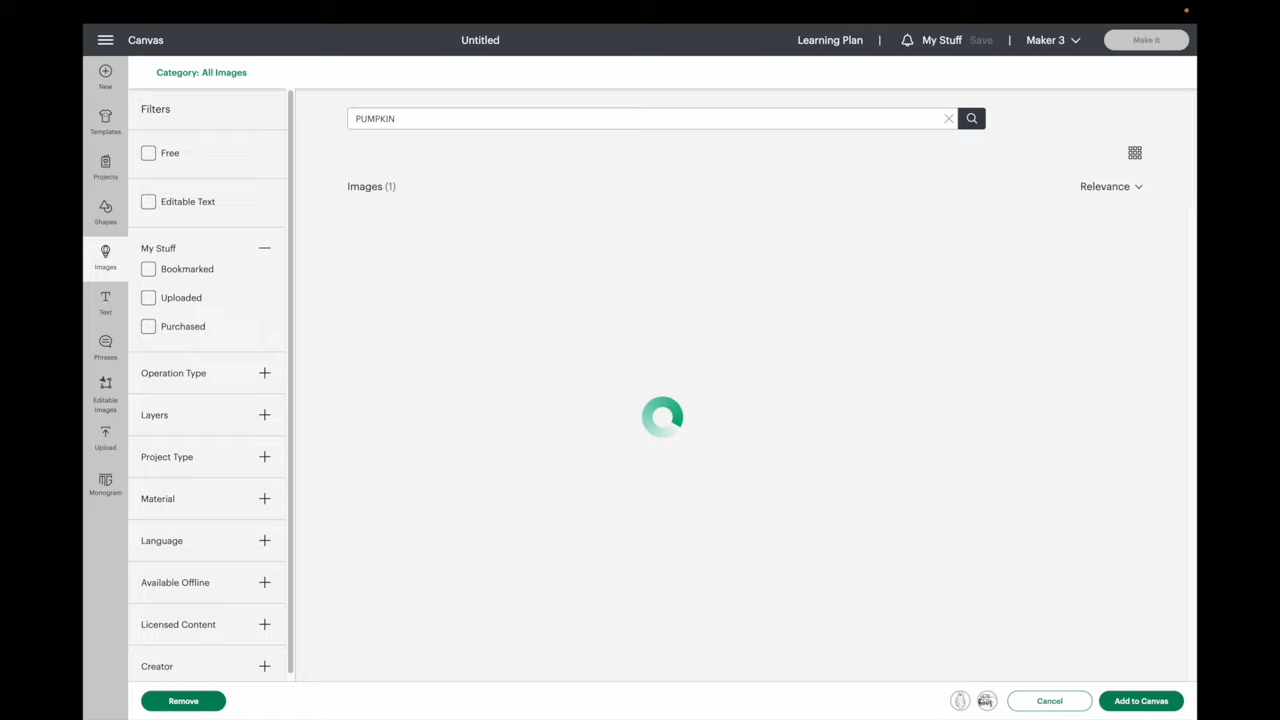 Canvas
Untitled
Learning Plan | My Stuff Save | Maker 3 Make It
New
Templates
Projects
Shapes
Images
Text
Phrases
Editable
Images
Upload
Monogram
Category: All Images
Filters
Free
Editable Text
My Stuff
Bookmarked
Uploaded
Purchased
Operation Type
Layers
Project Type
Material
Language
Available Offline
Licensed Content
Creator
PUMPKIN
Images (1)
Relevance
Remove
Cancel
Add to Canvas